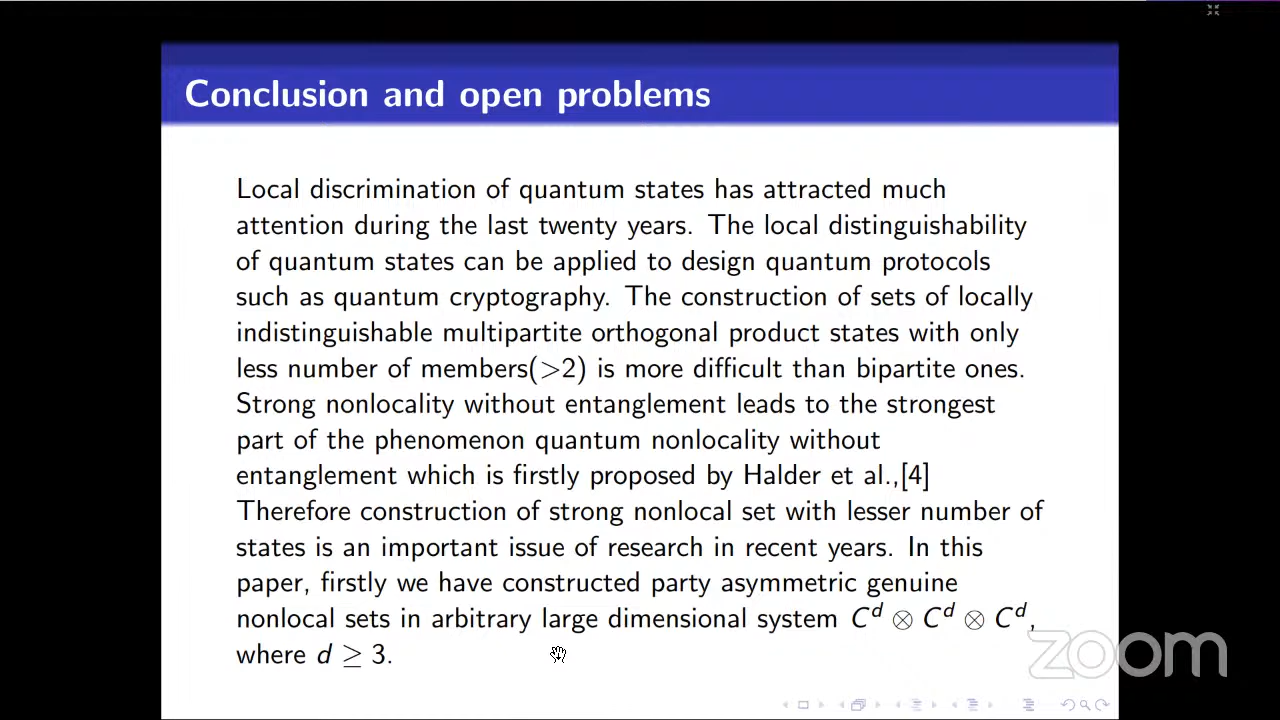 Conclusion and open problems
Local discrimination of quantum states has attracted much
attention during the last twenty years. The local distinguishability
of quantum states can be applied to design quantum protocols
such as quantum cryptography. The construction of sets of locally
indistinguishable multipartite orthogonal product states with only
less number of members(>2) is more difficult than bipartite ones.
Strong nonlocality without entanglement leads to the strongest
part of the phenomenon quantum nonlocality without
entanglement which is firstly proposed by Halder et al.,[4]
Therefore construction of strong nonlocal set with lesser number of
states is an important issue of research in recent years. In this
paper, firstly we have constructed party asymmetric genuine
nonlocal sets in arbitrary large dimensional system C^d ⊗ C^d ⊗ C^d,
where d ≥ 3.
zoom